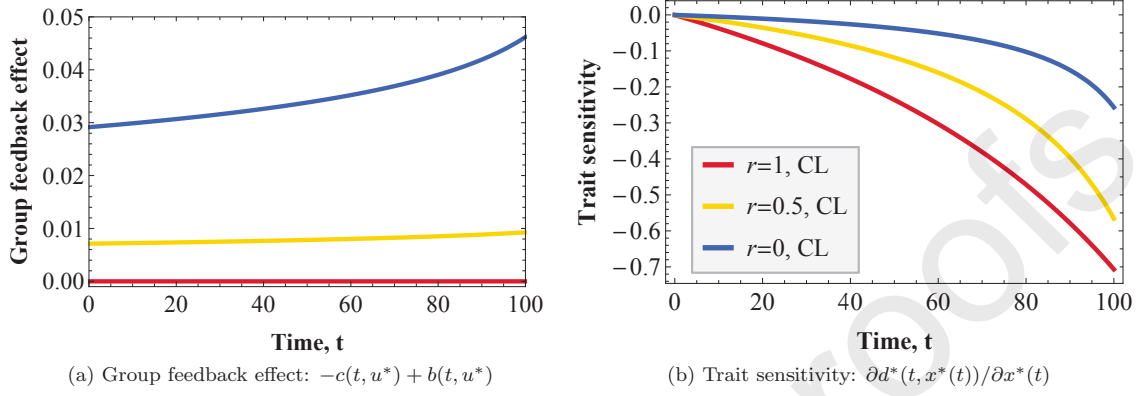 0.05
0.04
0.03
0.02
0.01
0.00
Group feedback effect
0 20 40 60 80 100
Time, t
(a) Group feedback effect: −c(t, u*) + b(t, u*)
0.0
−0.1
−0.2
−0.3
−0.4
−0.5
−0.6
−0.7
Trait sensitivity
r=1, CL
r=0.5, CL
r=0, CL
0 20 40 60 80 100
Time, t
(b) Trait sensitivity: ∂d*(t, x*(t))/∂x*(t)
roofs